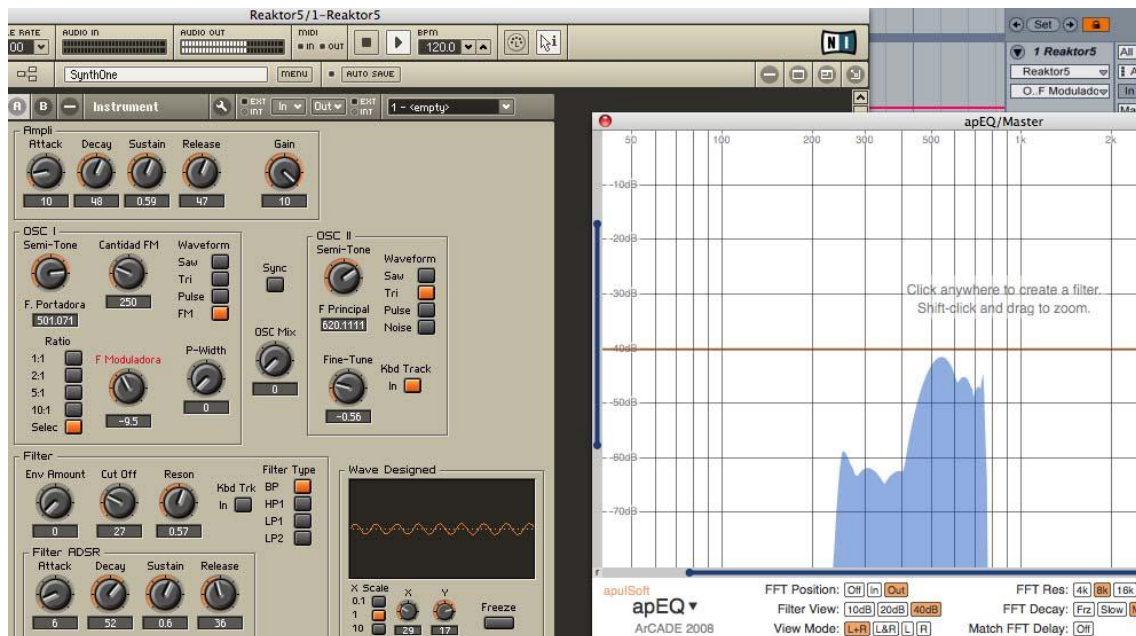 Reaktor5/1-Reaktor5
LE RATE AUDIO IN AUDIO OUT MIDI BPM
00 IN OUT 120.0 NI
SynthOne MENU AUTO SAVE
A B Instrument EXT INT In Out EXT INT 1 - <empty>
Ampli
Attack Decay Sustain Release Gain
10 48 0.59 47 10
OSC I
Semi-Tone Cantidad FM Waveform
Saw
Tri
Pulse
FM
F. Portadora
501.071
250
Ratio
1:1
2:1
5:1
10:1
Selec
F Moduladora
-9.5
P-Width
0
Sync
OSC Mix
0
OSC II
Semi-Tone Waveform
Saw
Tri
Pulse
Noise
F Principal
620.1111
Fine-Tune
-0.56
Kbd Track
In
Filter
Env Amount Cut Off Reson
0 27 0.57
Kbd Trk
In
Filter Type
BP
HP1
LP1
LP2
Filter ADSR
Attack Decay Sustain Release
6 52 0.6 36
Wave Designed
X Scale
0.1
1
10
X Y
29 17
Freeze
Set
1 Reaktor5 All
Reaktor5
O..F Modulador In
apEQ/Master
50 100 200 300 500 1k 2k
-10dB
-20dB
-30dB
-40dB
-50dB
-60dB
-70dB
Click anywhere to create a filter.
Shift-click and drag to zoom.
r
apulSoft
apEQ
ArCADE 2008
FFT Position: Off In Out FFT Res: 4k 8k 16k
Filter View: 10dB 20dB 40dB FFT Decay: Frz Slow
View Mode: L+R L&R L R Match FFT Delay: Off